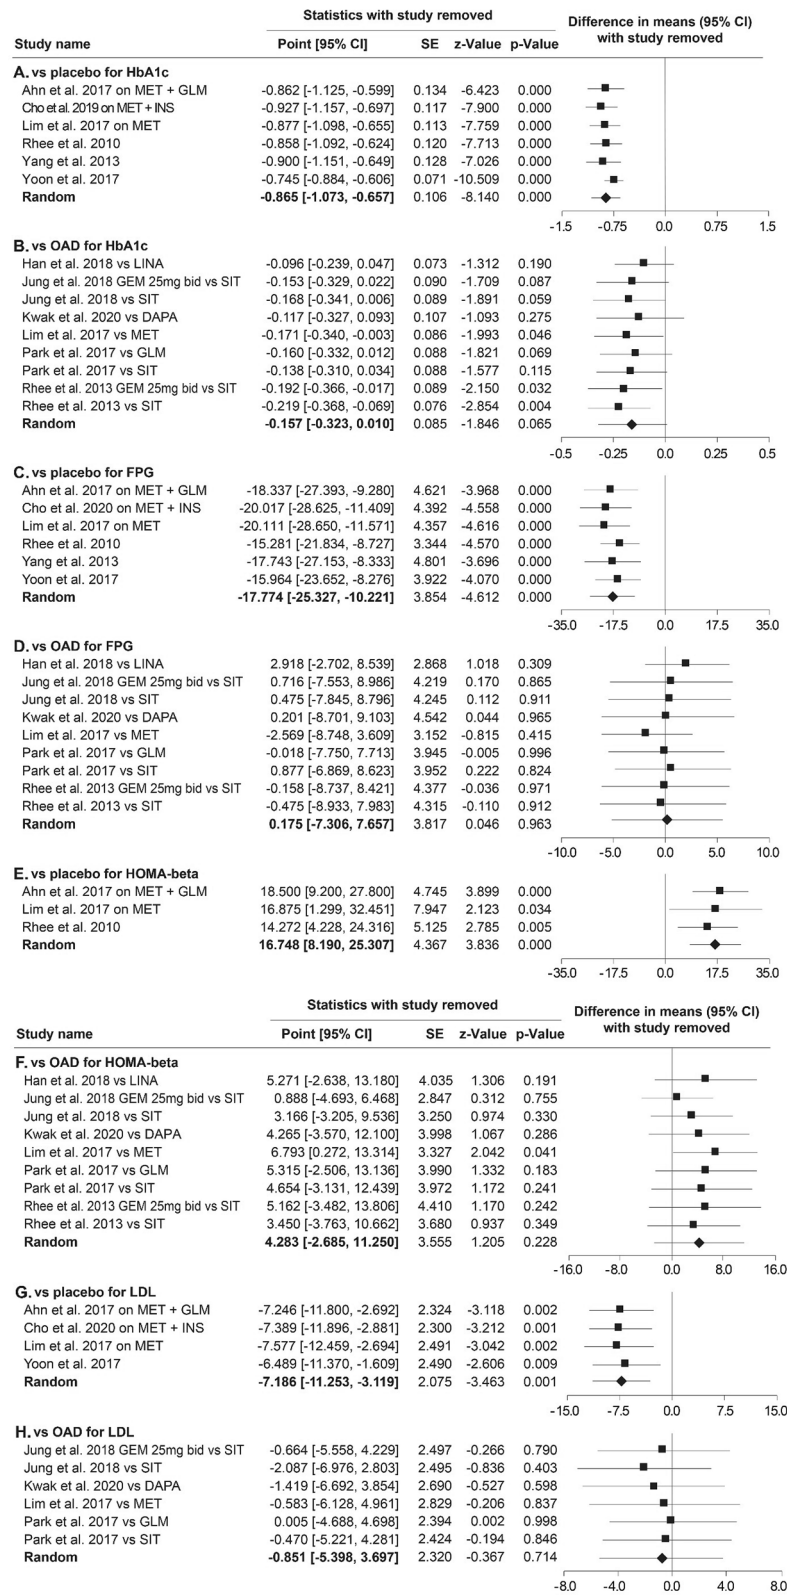 Statistics with study removed
Difference in means (95% CI)
with study removed
Study name Point [95% CI] SE z-Value p-Value
A. vs placebo for HbA1c
Ahn et al. 2017 on MET + GLM -0.862 [-1.125, -0.599] 0.134 -6.423 0.000
Cho et al. 2019 on MET + INS -0.927 [-1.157, -0.697] 0.117 -7.900 0.000
Lim et al. 2017 on MET -0.877 [-1.098, -0.655] 0.113 -7.759 0.000
Rhee et al. 2010 -0.858 [-1.092, -0.624] 0.120 -7.713 0.000
Yang et al. 2013 -0.900 [-1.151, -0.649] 0.128 -7.026 0.000
Yoon et al. 2017 -0.745 [-0.884, -0.606] 0.071 -10.509 0.000
Random -0.865 [-1.073, -0.657] 0.106 -8.140 0.000
-1.5 -0.75 0.0 0.75 1.5
B. vs OAD for HbA1c
Han et al. 2018 vs LINA -0.096 [-0.239, 0.047] 0.073 -1.312 0.190
Jung et al. 2018 GEM 25mg bid vs SIT -0.153 [-0.329, 0.022] 0.090 -1.709 0.087
Jung et al. 2018 vs SIT -0.168 [-0.341, 0.006] 0.089 -1.891 0.059
Kwak et al. 2020 vs DAPA -0.117 [-0.327, 0.093] 0.107 -1.093 0.275
Lim et al. 2017 vs MET -0.171 [-0.340, -0.003] 0.086 -1.993 0.046
Park et al. 2017 vs GLM -0.160 [-0.332, 0.012] 0.088 -1.821 0.069
Park et al. 2017 vs SIT -0.138 [-0.310, 0.034] 0.088 -1.577 0.115
Rhee et al. 2013 GEM 25mg bid vs SIT -0.192 [-0.366, -0.017] 0.089 -2.150 0.032
Rhee et al. 2013 vs SIT -0.219 [-0.368, -0.069] 0.076 -2.854 0.004
Random -0.157 [-0.323, 0.010] 0.085 -1.846 0.065
-0.5 -0.25 0.0 0.25 0.5
C. vs placebo for FPG
Ahn et al. 2017 on MET + GLM -18.337 [-27.393, -9.280] 4.621 -3.968 0.000
Cho et al. 2020 on MET + INS -20.017 [-28.625, -11.409] 4.392 -4.558 0.000
Lim et al. 2017 on MET -20.111 [-28.650, -11.571] 4.357 -4.616 0.000
Rhee et al. 2010 -15.281 [-21.834, -8.727] 3.344 -4.570 0.000
Yang et al. 2013 -17.743 [-27.153, -8.333] 4.801 -3.696 0.000
Yoon et al. 2017 -15.964 [-23.652, -8.276] 3.922 -4.070 0.000
Random -17.774 [-25.327, -10.221] 3.854 -4.612 0.000
-35.0 -17.5 0.0 17.5 35.0
D. vs OAD for FPG
Han et al. 2018 vs LINA 2.918 [-2.702, 8.539] 2.868 1.018 0.309
Jung et al. 2018 GEM 25mg bid vs SIT 0.716 [-7.553, 8.986] 4.219 0.170 0.865
Jung et al. 2018 vs SIT 0.475 [-7.845, 8.796] 4.245 0.112 0.911
Kwak et al. 2020 vs DAPA 0.201 [-8.701, 9.103] 4.542 0.044 0.965
Lim et al. 2017 vs MET -2.569 [-8.748, 3.609] 3.152 -0.815 0.415
Park et al. 2017 vs GLM -0.018 [-7.750, 7.713] 3.945 -0.005 0.996
Park et al. 2017 vs SIT 0.877 [-6.869, 8.623] 3.952 0.222 0.824
Rhee et al. 2013 GEM 25mg bid vs SIT -0.158 [-8.737, 8.421] 4.377 -0.036 0.971
Rhee et al. 2013 vs SIT -0.475 [-8.933, 7.983] 4.315 -0.110 0.912
Random 0.175 [-7.306, 7.657] 3.817 0.046 0.963
-10.0 -5.0 0.0 5.0 10.0
E. vs placebo for HOMA-beta
Ahn et al. 2017 on MET + GLM 18.500 [9.200, 27.800] 4.745 3.899 0.000
Lim et al. 2017 on MET 16.875 [1.299, 32.451] 7.947 2.123 0.034
Rhee et al. 2010 14.272 [4.228, 24.316] 5.125 2.785 0.005
Random 16.748 [8.190, 25.307] 4.367 3.836 0.000
-35.0 -17.5 0.0 17.5 35.0
Statistics with study removed
Difference in means (95% CI)
with study removed
Study name Point [95% CI] SE z-Value p-Value
F. vs OAD for HOMA-beta
Han et al. 2018 vs LINA 5.271 [-2.638, 13.180] 4.035 1.306 0.191
Jung et al. 2018 GEM 25mg bid vs SIT 0.888 [-4.693, 6.468] 2.847 0.312 0.755
Jung et al. 2018 vs SIT 3.166 [-3.205, 9.536] 3.250 0.974 0.330
Kwak et al. 2020 vs DAPA 4.265 [-3.570, 12.100] 3.998 1.067 0.286
Lim et al. 2017 vs MET 6.793 [0.272, 13.314] 3.327 2.042 0.041
Park et al. 2017 vs GLM 5.315 [-2.506, 13.136] 3.990 1.332 0.183
Park et al. 2017 vs SIT 4.654 [-3.131, 12.439] 3.972 1.172 0.241
Rhee et al. 2013 GEM 25mg bid vs SIT 5.162 [-3.482, 13.806] 4.410 1.170 0.242
Rhee et al. 2013 vs SIT 3.450 [-3.763, 10.662] 3.680 0.937 0.349
Random 4.283 [-2.685, 11.250] 3.555 1.205 0.228
-16.0 -8.0 0.0 8.0 16.0
G. vs placebo for LDL
Ahn et al. 2017 on MET + GLM -7.246 [-11.800, -2.692] 2.324 -3.118 0.002
Cho et al. 2020 on MET + INS -7.389 [-11.896, -2.881] 2.300 -3.212 0.001
Lim et al. 2017 on MET -7.577 [-12.459, -2.694] 2.491 -3.042 0.002
Yoon et al. 2017 -6.489 [-11.370, -1.609] 2.490 -2.606 0.009
Random -7.186 [-11.253, -3.119] 2.075 -3.463 0.001
-15.0 -7.5 0.0 7.5 15.0
H. vs OAD for LDL
Jung et al. 2018 GEM 25mg bid vs SIT -0.664 [-5.558, 4.229] 2.497 -0.266 0.790
Jung et al. 2018 vs SIT -2.087 [-6.976, 2.803] 2.495 -0.836 0.403
Kwak et al. 2020 vs DAPA -1.419 [-6.692, 3.854] 2.690 -0.527 0.598
Lim et al. 2017 vs MET -0.583 [-6.128, 4.961] 2.829 -0.206 0.837
Park et al. 2017 vs GLM 0.005 [-4.688, 4.698] 2.394 0.002 0.998
Park et al. 2017 vs SIT -0.470 [-5.221, 4.281] 2.424 -0.194 0.846
Random -0.851 [-5.398, 3.697] 2.320 -0.367 0.714
-8.0 -4.0 0.0 4.0 8.0